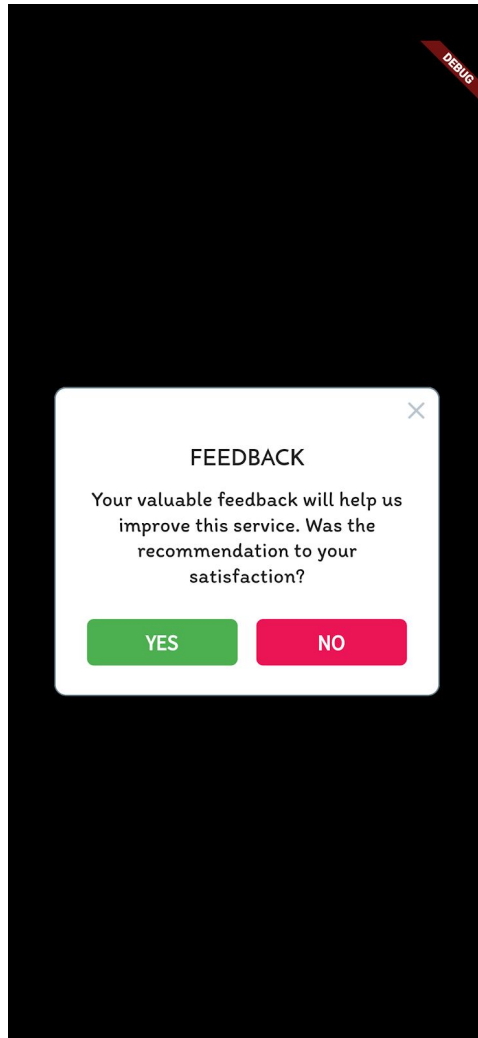 DEBUG
FEEDBACK
Your valuable feedback will help us
improve this service. Was the
recommendation to your
satisfaction?
YES
NO